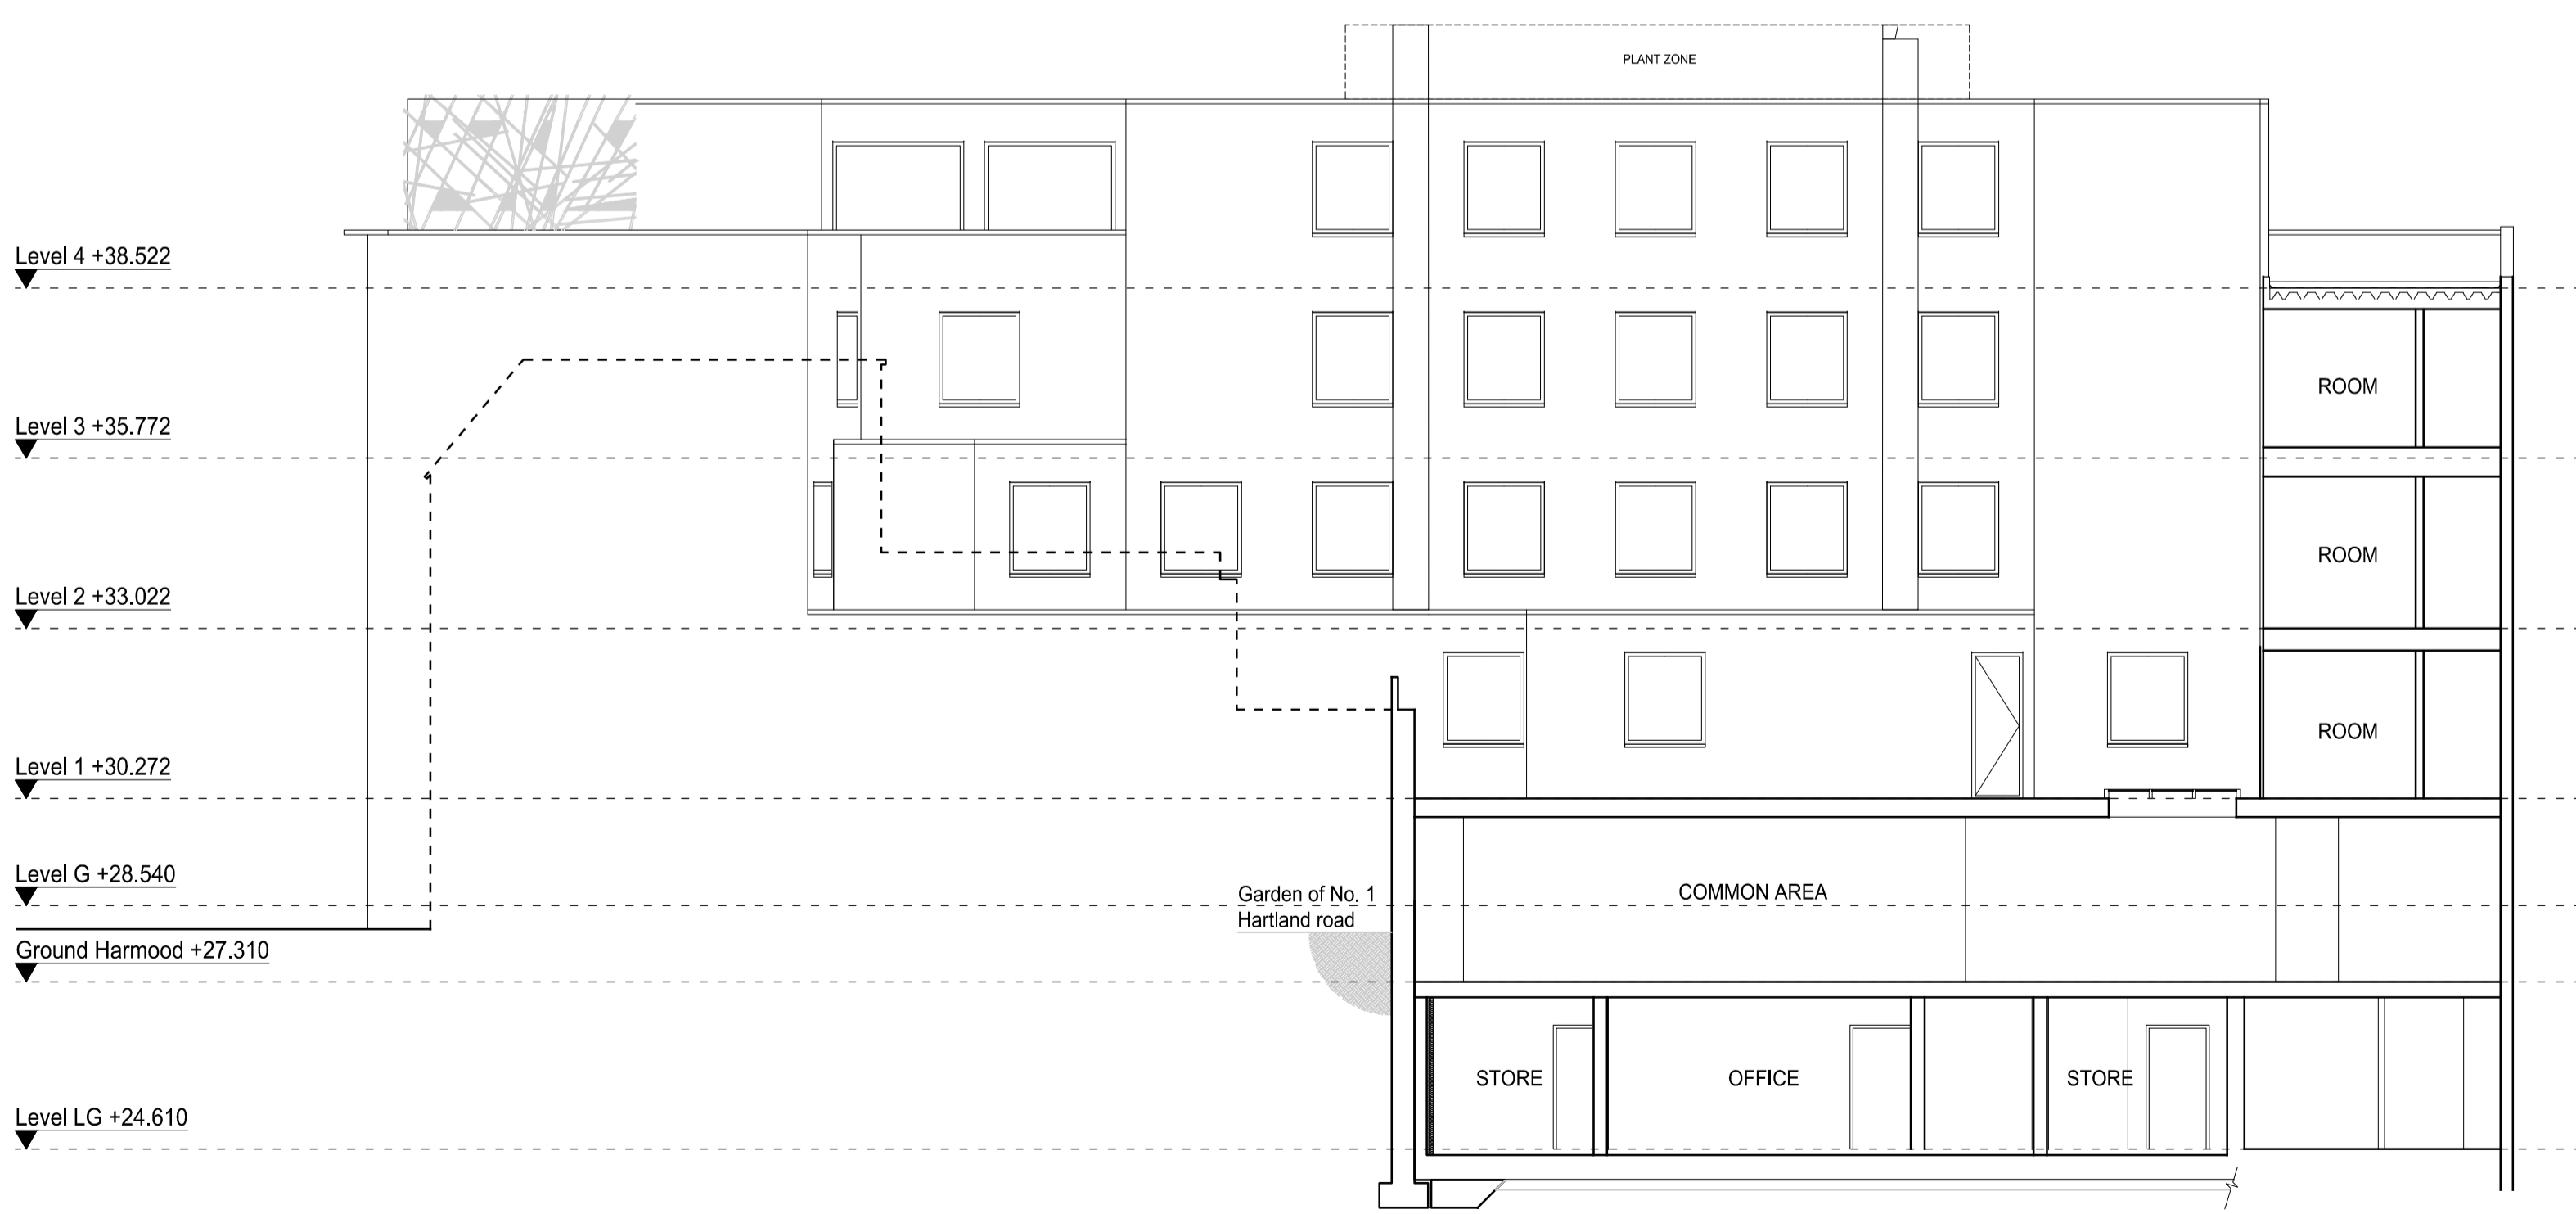 PLANT ZONE
Level 4 +38.522
ROOM
Level 3 +35.772
ROOM
Level 2 +33.022
ROOM
Level 1 +30.272
Level G +28.540
Garden of No. 1
Hartland road
COMMON AREA
Ground Harmood +27.310
STORE
OFFICE
STORE
Level LG +24.610